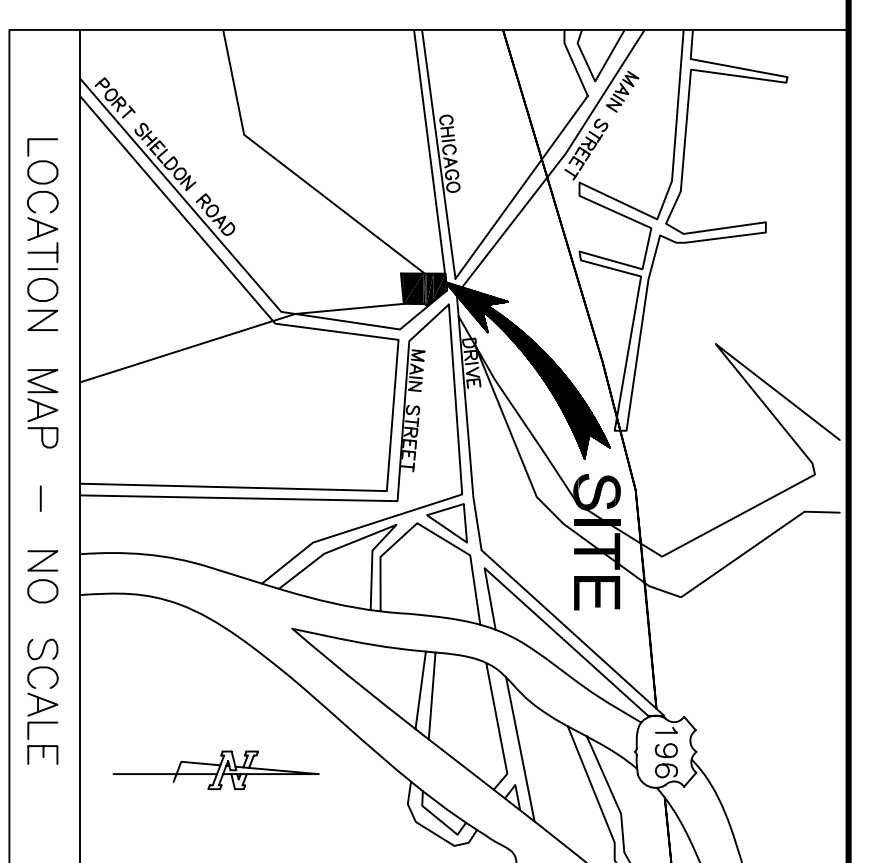 MAIN STREET
CHICAGO
DRIVE
PORT SHELDON ROAD
MAIN STREET
SITE
196
N
LOCATION MAP - NO SCALE